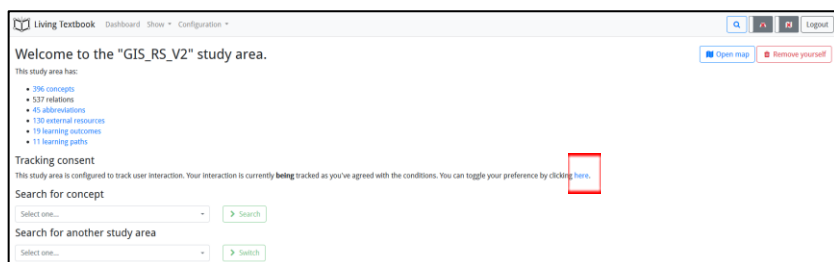 Living Textbook Dashboard Show Configuration Logout
Welcome to the "GIS_RS_V2" study area. Open map Remove yourself
This study area has:
396 concepts
537 relations
45 abbreviations
130 external resources
19 learning outcomes
11 learning paths
Tracking consent
This study area is configured to track user interaction. Your interaction is currently being tracked as you've agreed with the conditions. You can toggle your preference by clicking here.
Search for concept
Select one... Search
Search for another study area
Select one... Switch